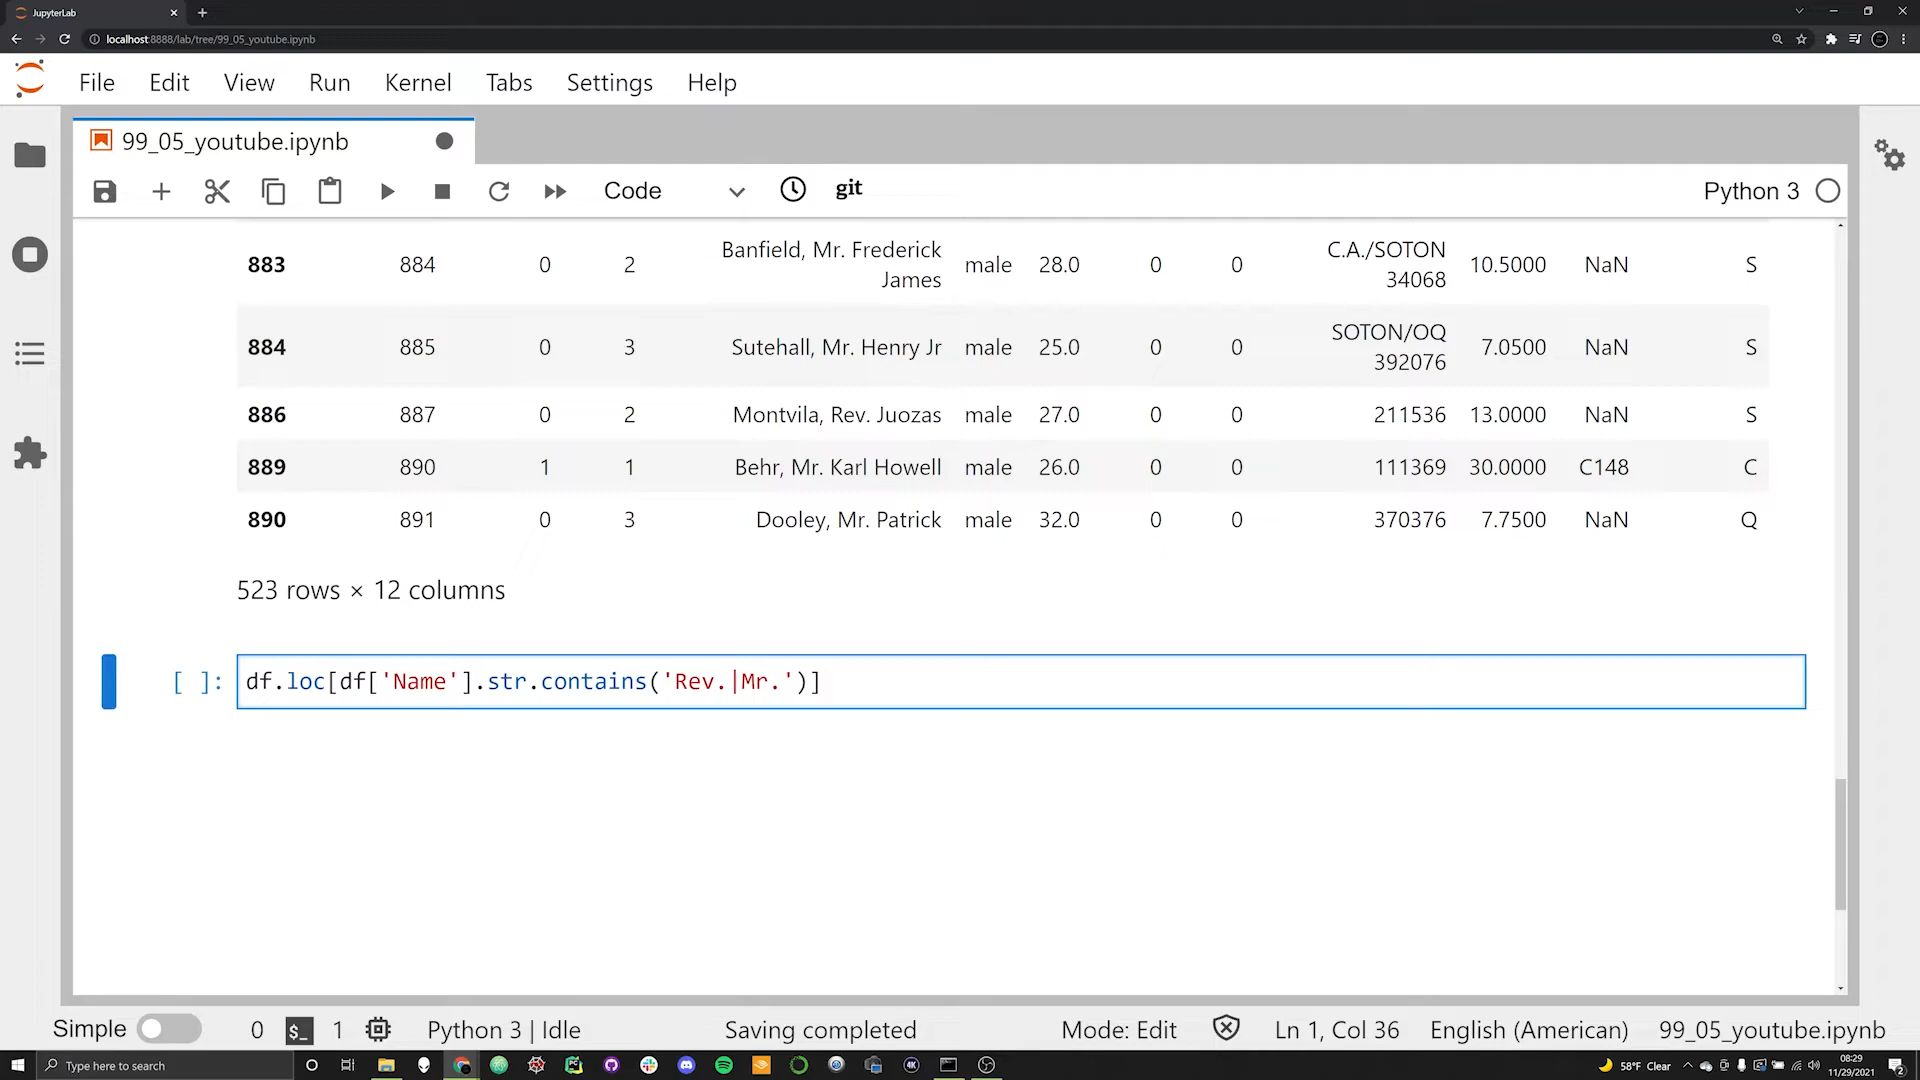 JupyterLab
localhost:8888/lab/tree/99_05_youtube.ipynb
File Edit View Run Kernel Tabs Settings Help
99_05_youtube.ipynb
Code git Python 3
883 884 0 2 Banfield, Mr. Frederick James male 28.0 0 0 C.A./SOTON 34068 10.5000 NaN S
884 885 0 3 Sutehall, Mr. Henry Jr male 25.0 0 0 SOTON/OQ 392076 7.0500 NaN S
886 887 0 2 Montvila, Rev. Juozas male 27.0 0 0 211536 13.0000 NaN S
889 890 1 1 Behr, Mr. Karl Howell male 26.0 0 0 111369 30.0000 C148 C
890 891 0 3 Dooley, Mr. Patrick male 32.0 0 0 370376 7.7500 NaN Q
523 rows × 12 columns
[ ]: df.loc[df['Name'].str.contains('Rev.|Mr.')]
Simple 0 $_ 1 Python 3 | Idle Saving completed Mode: Edit Ln 1, Col 36 English (American) 99_05_youtube.ipynb
Type here to search 58°F Clear 08:29
11/29/2021